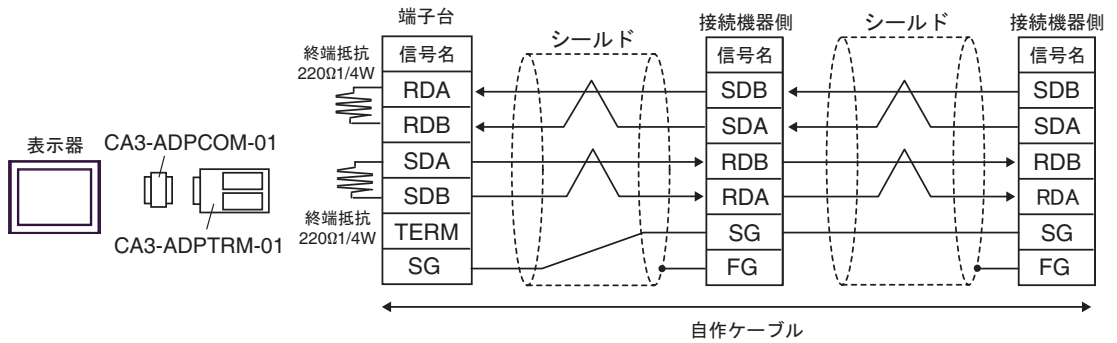 端子台
接続機器側
接続機器側
シールド
シールド
終端抵抗
220Ω1/4W
信号名
信号名
信号名
RDA
SDB
SDB
RDB
SDA
SDA
表示器
CA3-ADPCOM-01
SDA
RDB
RDB
SDB
RDA
RDA
終端抵抗
220Ω1/4W
CA3-ADPTRM-01
TERM
SG
SG
SG
FG
FG
自作ケーブル